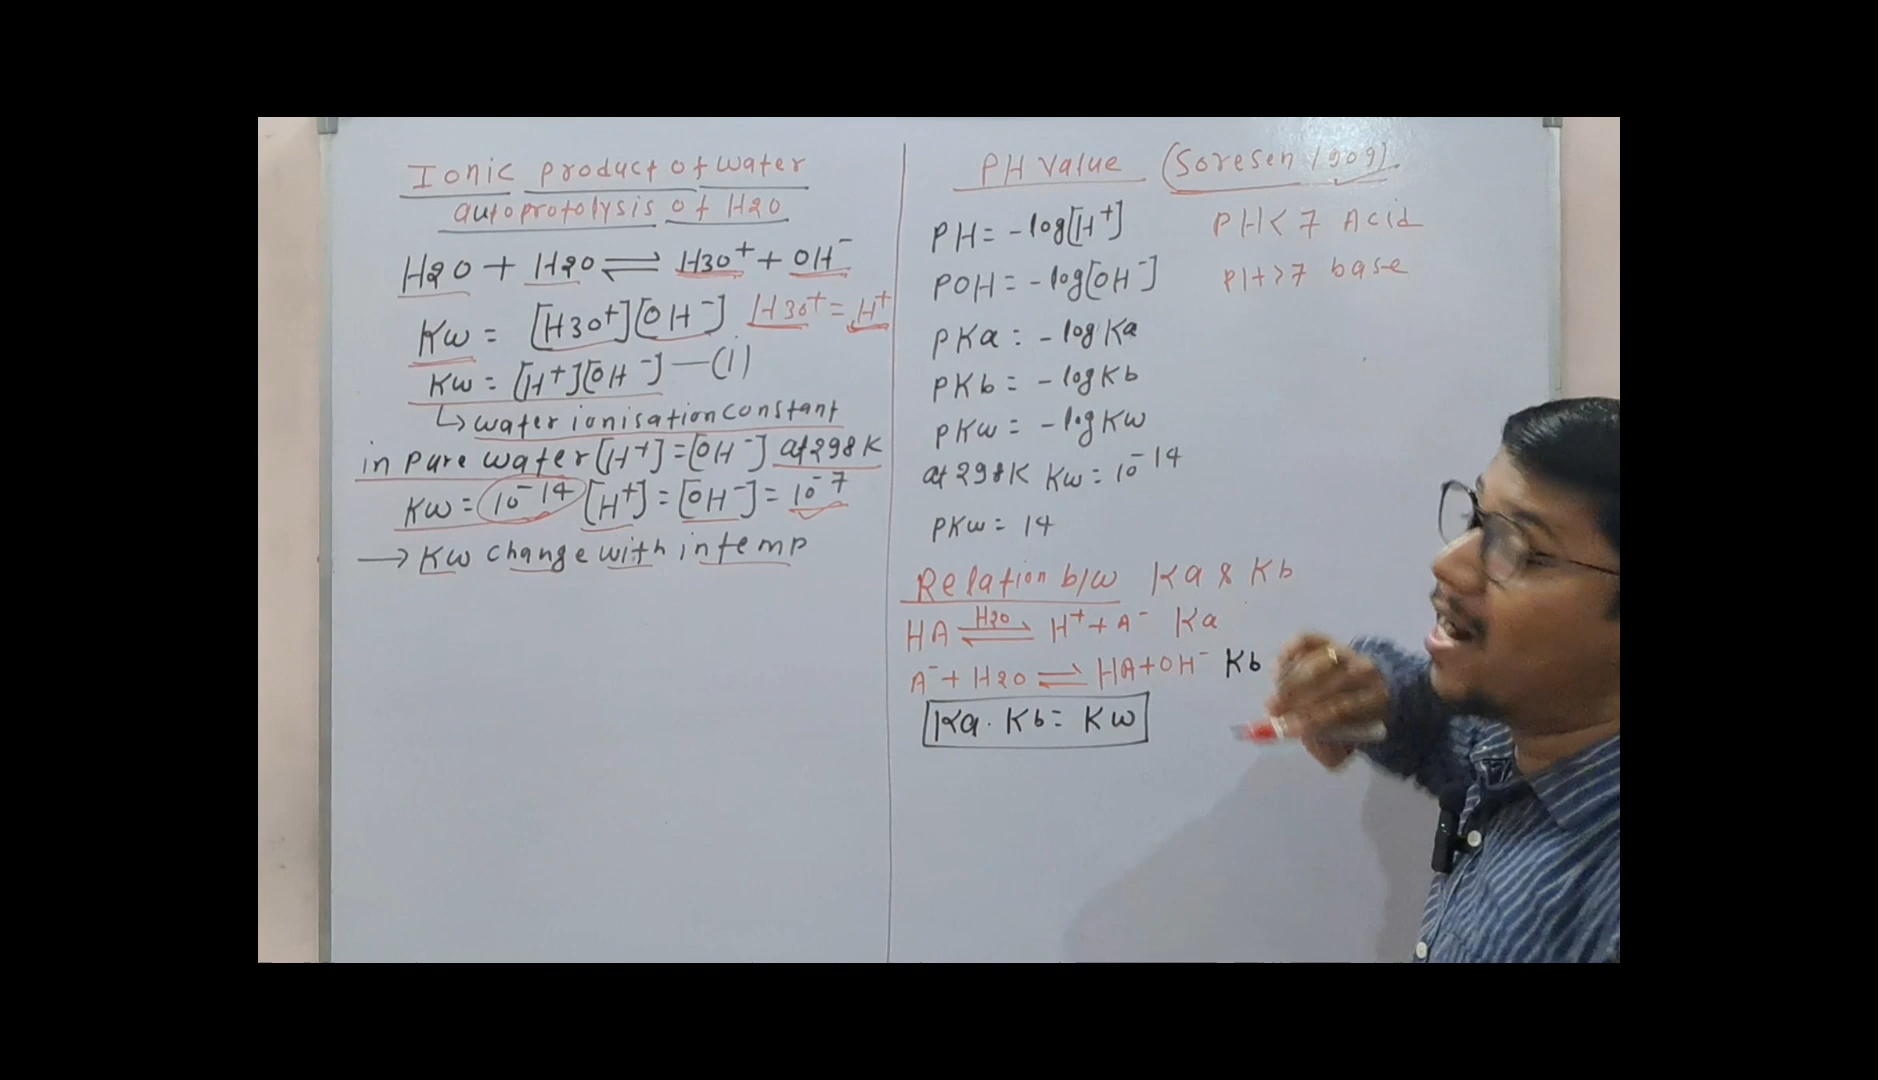 Ionic product of water
autoprotolysis of H2O
H2O + H2O ⇌ H3O+ + OH-
Kw = [H3O+][OH-] H3O+ = H+
Kw = [H+][OH-] —(i)
↳ water ionisation constant
in pure water [H+] = [OH-] at 298K
Kw = 10-14 [H+] = [OH-] = 10-7
→ Kw change with in temp
PH value (Soresen 1909).
PH = -log[H+] PH < 7 Acid
POH = -log[OH-] PH > 7 base
PKa = -log Ka
PKb = -log Kb
PKw = -log Kw
at 298K Kw = 10-14
PKw = 14
Relation b/w Ka & Kb
HA ⇌ H2O H+ + A- Ka
A- + H2O ⇌ HA + OH- Kb
Ka . Kb = Kw